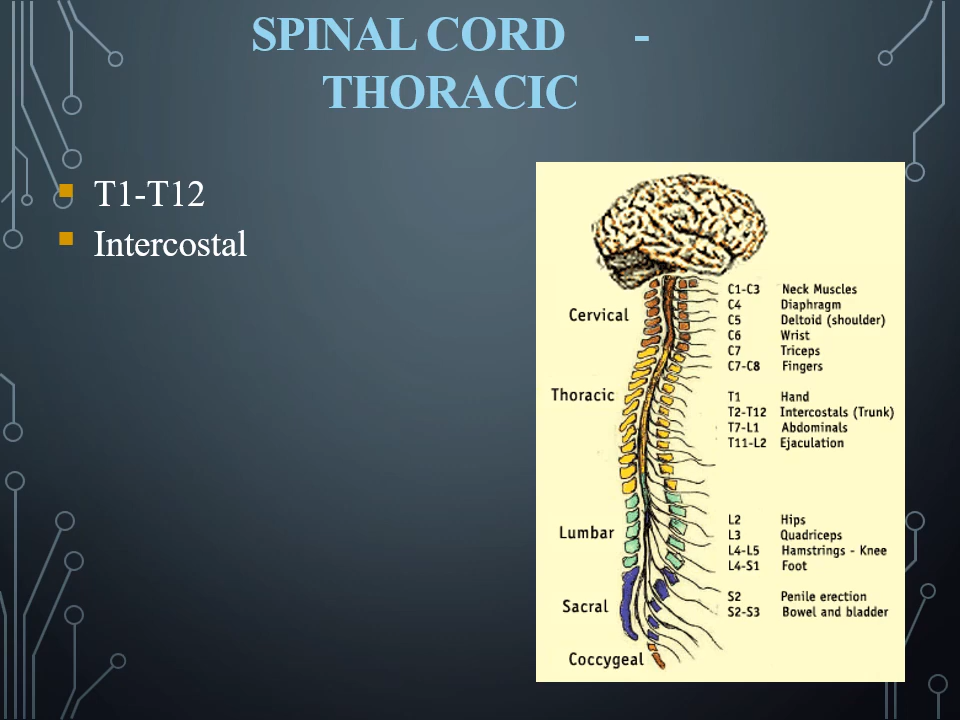 SPINAL CORD -
THORACIC
T1-T12
Intercostal
Cervical
Thoracic
Lumbar
Sacral
Coccygeal
C1-C3 Neck Muscles
C4 Diaphragm
C5 Deltoid (shoulder)
C6 Wrist
C7 Triceps
C7-C8 Fingers
T1 Hand
T2-T12 Intercostals (Trunk)
T7-L1 Abdominals
T11-L2 Ejaculation
L2 Hips
L3 Quadriceps
L4-L5 Hamstrings - Knee
L4-S1 Foot
S2 Penile erection
S2-S3 Bowel and bladder